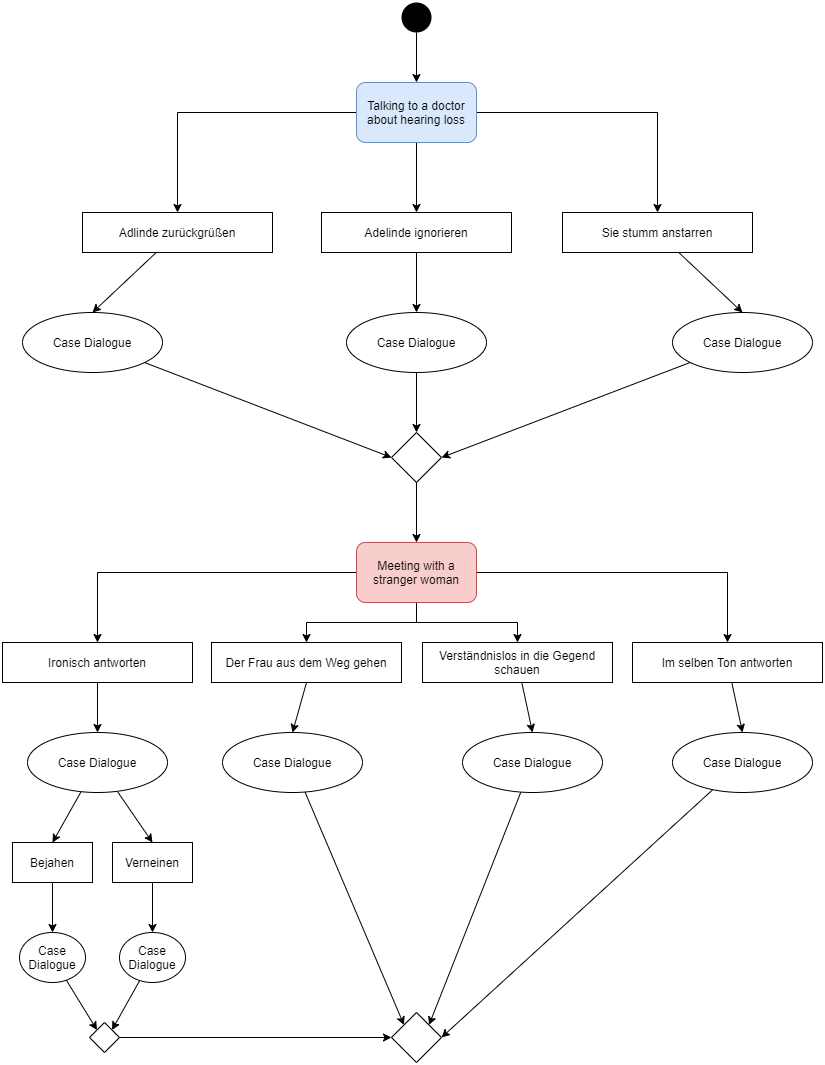 Talking to a doctor
about hearing loss
Adlinde zurückgrüßen
Adelinde ignorieren
Sie stumm anstarren
Case Dialogue
Case Dialogue
Case Dialogue
Meeting with a
stranger woman
Ironisch antworten
Der Frau aus dem Weg gehen
Verständnislos in die Gegend
schauen
Im selben Ton antworten
Case Dialogue
Case Dialogue
Case Dialogue
Case Dialogue
Bejahen
Verneinen
Case
Dialogue
Case
Dialogue